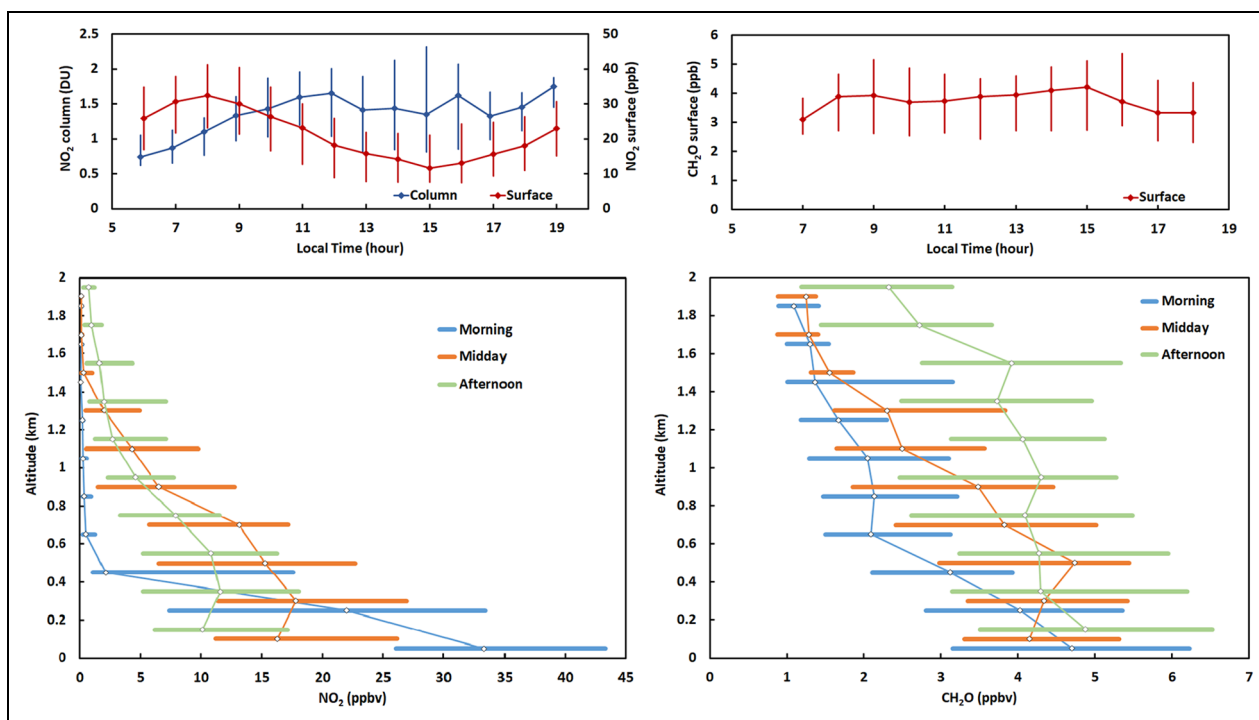 NO₂ column (DU)
2.5
2
1.5
1
0.5
0
50
40
30
20
10
0
NO₂ surface (ppb)
Column
Surface
5 7 9 11 13 15 17 19
Local Time (hour)
CH₂O surface (ppb)
6
5
4
3
2
1
0
Surface
5 7 9 11 13 15 17 19
Local Time (hour)
Altitude (km)
2
1.8
1.6
1.4
1.2
1
0.8
0.6
0.4
0.2
0
Morning
Midday
Afternoon
0 5 10 15 20 25 30 35 40 45
NO₂ (ppbv)
Altitude (km)
2
1.8
1.6
1.4
1.2
1
0.8
0.6
0.4
0.2
0
Morning
Midday
Afternoon
0 1 2 3 4 5 6 7
CH₂O (ppbv)